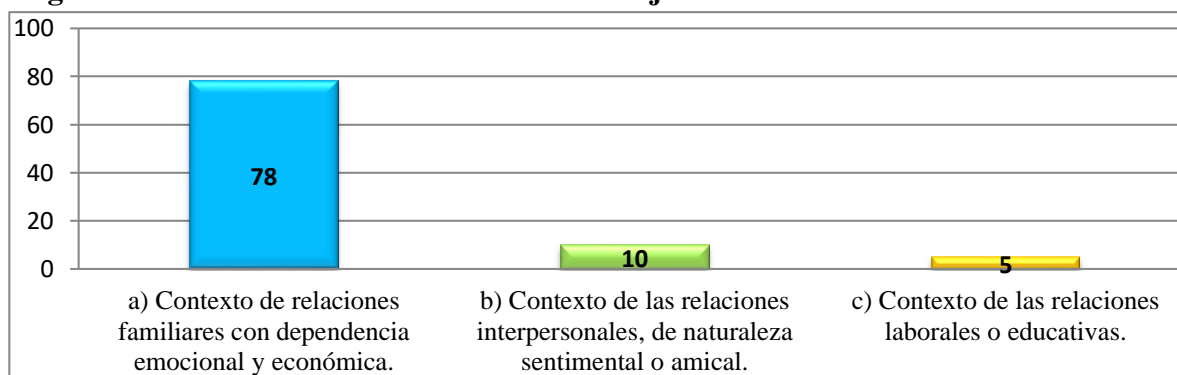 100
80
60
40
20
0
78
10
5
a) Contexto de relaciones
familiares con dependencia
emocional y económica.
b) Contexto de las relaciones
interpersonales, de naturaleza
sentimental o amical.
c) Contexto de las relaciones
laborales o educativas.